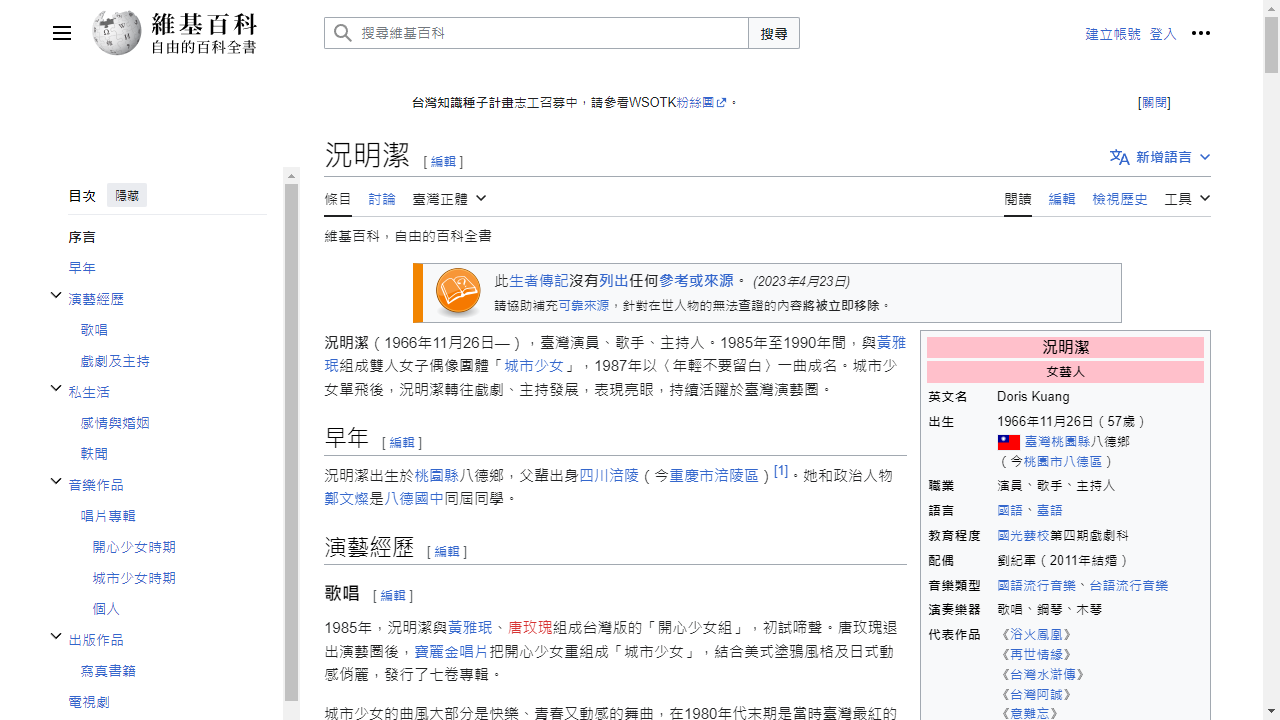 維基百科
自由的百科全書
搜尋維基百科
搜尋
建立帳號 登入
台灣知識種子計畫志工召募中，請參看WSOTK粉絲團。
[關閉]
況明潔 [ 編輯 ]
新增語言
目次 隱藏
序言
早年
演藝經歷
歌唱
戲劇及主持
私生活
感情與婚姻
軼聞
音樂作品
唱片專輯
開心少女時期
城市少女時期
個人
出版作品
寫真書籍
電視劇
條目 討論 臺灣正體
閱讀 編輯 檢視歷史 工具
維基百科，自由的百科全書
此生者傳記沒有列出任何參考或來源。 (2023年4月23日)
請協助補充可靠來源，針對在世人物的無法查證的內容將被立即移除。
況明潔（1966年11月26日—），臺灣演員、歌手、主持人。1985年至1990年間，與黃雅
珉組成雙人女子偶像團體「城市少女」，1987年以〈年輕不要留白〉一曲成名。城市少
女單飛後，況明潔轉往戲劇、主持發展，表現亮眼，持續活躍於臺灣演藝圈。
早年 [ 編輯 ]
況明潔出生於桃園縣八德鄉，父輩出身四川涪陵（今重慶市涪陵區）[1]。她和政治人物
鄭文燦是八德國中同屆同學。
演藝經歷 [ 編輯 ]
歌唱 [ 編輯 ]
1985年，況明潔與黃雅珉、唐玫瑰組成台灣版的「開心少女組」，初試啼聲。唐玫瑰退
出演藝圈後，寶麗金唱片把開心少女重組成「城市少女」，結合美式塗鴉風格及日式動
感俏麗，發行了七卷專輯。
城市少女的曲風大部分是快樂、青春又動感的舞曲，在1980年代末期是當時臺灣最紅的
況明潔
女藝人
英文名 Doris Kuang
出生 1966年11月26日（57歲）
臺灣桃園縣八德鄉
（今桃園市八德區）
職業 演員、歌手、主持人
語言 國語、臺語
教育程度 國光藝校第四期戲劇科
配偶 劉紀軍（2011年結婚）
音樂類型 國語流行音樂、台語流行音樂
演奏樂器 歌唱、鋼琴、木琴
代表作品 《浴火鳳凰》
《再世情緣》
《台灣水滸傳》
《台灣阿誠》
《意難忘》